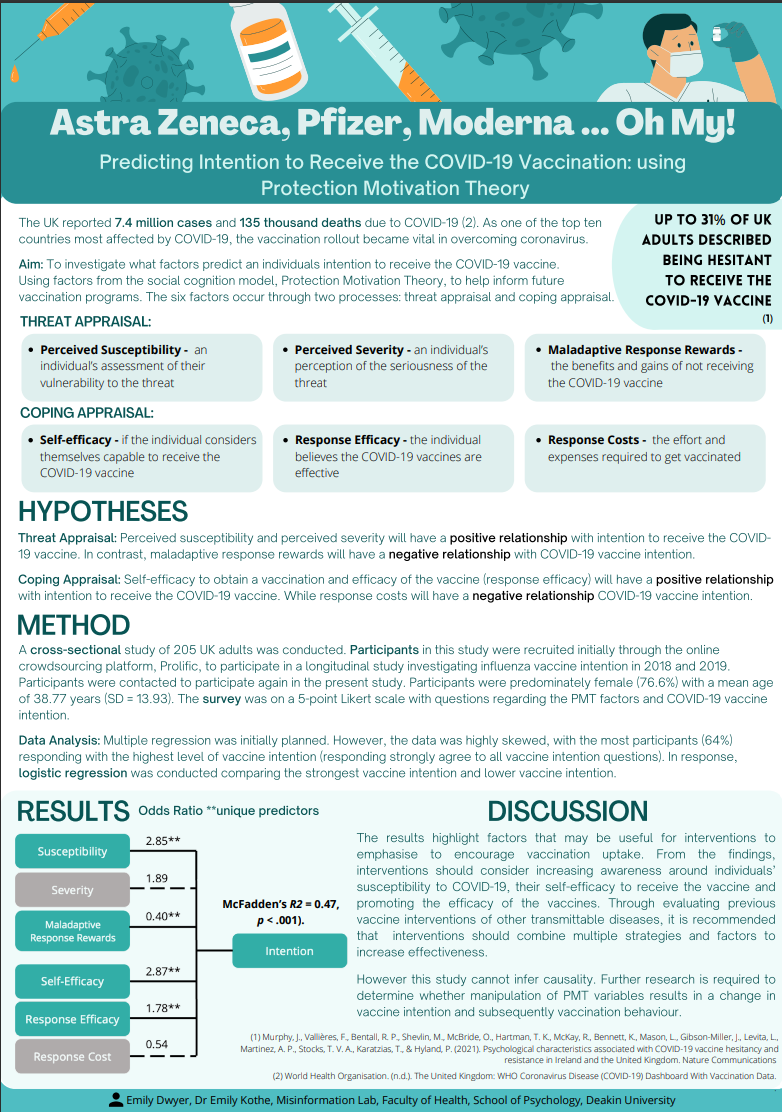 Astra Zeneca, Pfizer, Moderna ... Oh My!
Predicting Intention to Receive the COVID-19 Vaccination: using
Protection Motivation Theory
The UK reported 7.4 million cases and 135 thousand deaths due to COVID-19 (2). As one of the top ten
countries most affected by COVID-19, the vaccination rollout became vital in overcoming coronavirus.
Aim: To investigate what factors predict an individuals intention to receive the COVID-19 vaccine.
Using factors from the social cognition model, Protection Motivation Theory, to help inform future
vaccination programs. The six factors occur through two processes: threat appraisal and coping appraisal.
UP TO 31% OF UK
ADULTS DESCRIBED
BEING HESITANT
TO RECEIVE THE
COVID-19 VACCINE
(1)
THREAT APPRAISAL:
• Perceived Susceptibility - an
individual's assessment of their
vulnerability to the threat
• Perceived Severity - an individual's
perception of the seriousness of the
threat
• Maladaptive Response Rewards -
the benefits and gains of not receiving
the COVID-19 vaccine
COPING APPRAISAL:
• Self-efficacy - if the individual considers
themselves capable to receive the
COVID-19 vaccine
• Response Efficacy - the individual
believes the COVID-19 vaccines are
effective
• Response Costs - the effort and
expenses required to get vaccinated
HYPOTHESES
Threat Appraisal: Perceived susceptibility and perceived severity will have a positive relationship with intention to receive the COVID-
19 vaccine. In contrast, maladaptive response rewards will have a negative relationship with COVID-19 vaccine intention.
Coping Appraisal: Self-efficacy to obtain a vaccination and efficacy of the vaccine (response efficacy) will have a positive relationship
with intention to receive the COVID-19 vaccine. While response costs will have a negative relationship COVID-19 vaccine intention.
METHOD
A cross-sectional study of 205 UK adults was conducted. Participants in this study were recruited initially through the online
crowdsourcing platform, Prolific, to participate in a longitudinal study investigating influenza vaccine intention in 2018 and 2019.
Participants were contacted to participate again in the present study. Participants were predominately female (76.6%) with a mean age
of 38.77 years (SD = 13.93). The survey was on a 5-point Likert scale with questions regarding the PMT factors and COVID-19 vaccine
intention.
Data Analysis: Multiple regression was initially planned. However, the data was highly skewed, with the most participants (64%)
responding with the highest level of vaccine intention (responding strongly agree to all vaccine intention questions). In response,
logistic regression was conducted comparing the strongest vaccine intention and lower vaccine intention.
RESULTS Odds Ratio **unique predictors
Susceptibility
2.85**
Severity
1.89
Maladaptive
Response Rewards
0.40**
Self-Efficacy
2.87**
Response Efficacy
1.78**
Response Cost
0.54
McFadden's R2 = 0.47,
p < .001).
Intention
DISCUSSION
The results highlight factors that may be useful for interventions to
emphasise to encourage vaccination uptake. From the findings,
interventions should consider increasing awareness around individuals'
susceptibility to COVID-19, their self-efficacy to receive the vaccine and
promoting the efficacy of the vaccines. Through evaluating previous
vaccine interventions of other transmittable diseases, it is recommended
that interventions should combine multiple strategies and factors to
increase effectiveness.
However this study cannot infer causality. Further research is required to
determine whether manipulation of PMT variables results in a change in
vaccine intention and subsequently vaccination behaviour.
(1) Murphy, J., Vallières, F., Bentall, R. P., Shevlin, M., McBride, O., Hartman, T. K., McKay, R., Bennett, K., Mason, L., Gibson-Miller, J., Levita, L.,
Martinez, A. P., Stocks, T. V. A., Karatzias, T., & Hyland, P. (2021). Psychological characteristics associated with COVID-19 vaccine hesitancy and
resistance in Ireland and the United Kingdom. Nature Communications
(2) World Health Organisation. (n.d.). The United Kingdom: WHO Coronavirus Disease (COVID-19) Dashboard With Vaccination Data.
Emily Dwyer, Dr Emily Kothe, Misinformation Lab, Faculty of Health, School of Psychology, Deakin University